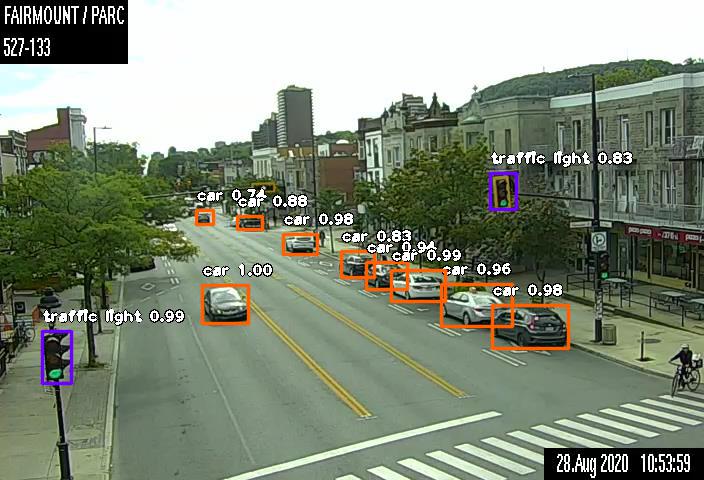 FAIRMOUNT / PARC
527-133
traffic light 0.83
car 0.74
car 0.88
car 0.98
car 0.83
car 0.94
car 0.99
car 0.96
car 1.00
car 0.98
traffic light 0.99
28.Aug 2020 10:53:59